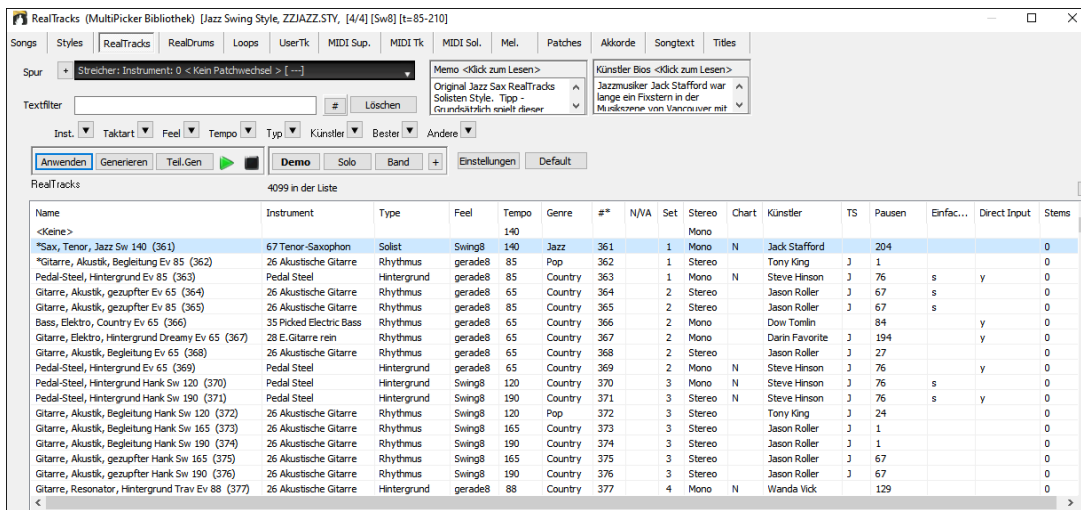 RealTracks (MultiPicker Bibliothek) [Jazz Swing Style, ZZJAZZ.STY, [4/4] [Sw8] [t=85-210]
Songs Styles RealTracks RealDrums Loops UserTk MIDI Sup. MIDI Tk MIDI Sol. Mel. Patches Akkorde Songtext Titles
Spur + Streicher: Instrument: 0 < Kein Patchwechsel > [ ---]
Memo <Klick zum Lesen> Künstler Bios <Klick zum Lesen>
Original Jazz Sax RealTracks Jazzmusiker Jack Stafford war
Solisten Style. Tipp - lange ein Fixstern in der
Grundsätzlich spielt dieser Musikszene von Vancouver mit
Textfilter # Löschen
Inst. Taktart Feel Tempo Typ Künstler Bester Andere
Anwenden Generieren Teil.Gen Demo Solo Band + Einstellungen Default
RealTracks 4099 in der Liste
Name Instrument Type Feel Tempo Genre #* N/VA Set Stereo Chart Künstler TS Pausen Einfac... Direct Input Stems
<Keine> 140 Mono
*Sax, Tenor, Jazz Sw 140 (361) 67 Tenor-Saxophon Solist Swing8 140 Jazz 361 1 Mono N Jack Stafford 204 0
*Gitarre, Akustik, Begleitung Ev 85 (362) 26 Akustische Gitarre Rhythmus gerade8 85 Pop 362 1 Stereo Tony King J 1 0
Pedal-Steel, Hintergrund Ev 85 (363) Pedal Steel Hintergrund gerade8 85 Country 363 1 Mono N Steve Hinson J 76 s y 0
Gitarre, Akustik, gezupfter Ev 65 (364) 26 Akustische Gitarre Rhythmus gerade8 65 Country 364 2 Stereo Jason Roller J 67 s 0
Gitarre, Akustik, gezupfter Ev 85 (365) 26 Akustische Gitarre Rhythmus gerade8 85 Country 365 2 Stereo Jason Roller J 67 s 0
Bass, Elektro, Country Ev 65 (366) 35 Picked Electric Bass Rhythmus gerade8 65 Country 366 2 Mono Dow Tomlin 84 y 0
Gitarre, Elektro, Hintergrund Dreamy Ev 65 (367) 28 E.Gitarre rein Rhythmus gerade8 65 Country 367 2 Mono Darin Favorite J 194 y 0
Gitarre, Akustik, Begleitung Ev 65 (368) 26 Akustische Gitarre Rhythmus gerade8 65 Country 368 2 Stereo Jason Roller J 27 0
Pedal-Steel, Hintergrund Ev 65 (369) Pedal Steel Hintergrund gerade8 65 Country 369 2 Mono N Steve Hinson J 76 y 0
Pedal-Steel, Hintergrund Hank Sw 120 (370) Pedal Steel Hintergrund Swing8 120 Country 370 3 Mono N Steve Hinson J 76 s 0
Pedal-Steel, Hintergrund Hank Sw 190 (371) Pedal Steel Hintergrund Swing8 190 Country 371 3 Mono N Steve Hinson J 76 s y 0
Gitarre, Akustik, Begleitung Hank Sw 120 (372) 26 Akustische Gitarre Rhythmus Swing8 120 Pop 372 3 Stereo Tony King J 24 0
Gitarre, Akustik, Begleitung Hank Sw 165 (373) 26 Akustische Gitarre Rhythmus Swing8 165 Country 373 3 Stereo Jason Roller J 1 0
Gitarre, Akustik, Begleitung Hank Sw 190 (374) 26 Akustische Gitarre Rhythmus Swing8 190 Country 374 3 Stereo Jason Roller J 1 0
Gitarre, Akustik, gezupfter Hank Sw 165 (375) 26 Akustische Gitarre Rhythmus Swing8 165 Country 375 3 Stereo Jason Roller J 67 0
Gitarre, Akustik, gezupfter Hank Sw 190 (376) 26 Akustische Gitarre Rhythmus Swing8 190 Country 376 3 Stereo Jason Roller J 67 0
Gitarre, Resonator, Hintergrund Trav Ev 88 (377) 26 Akustische Gitarre Hintergrund gerade8 88 Country 377 4 Mono N Wanda Vick 129 0